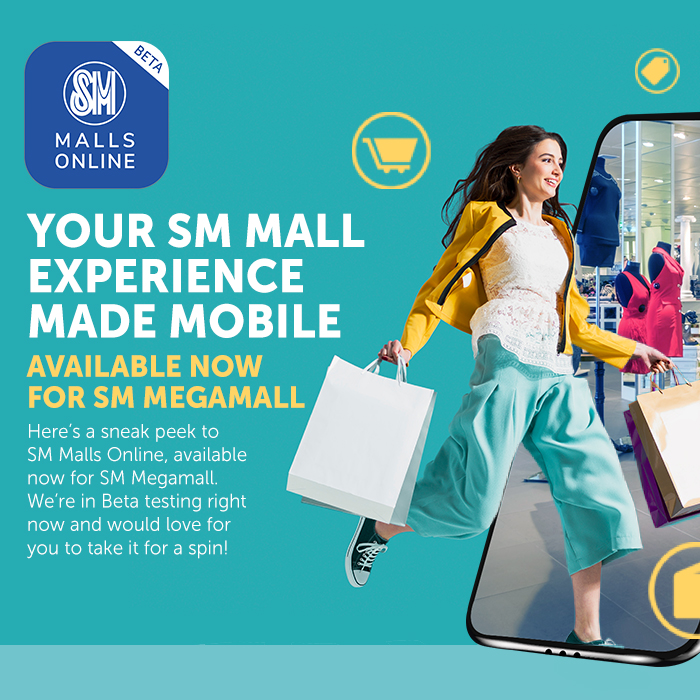 BETA
SM
MALLS
ONLINE
YOUR SM MALL
EXPERIENCE
MADE MOBILE
AVAILABLE NOW
FOR SM MEGAMALL
Here's a sneak peek to
SM Malls Online, available
now for SM Megamall.
We're in Beta testing right
now and would love for
you to take it for a spin!